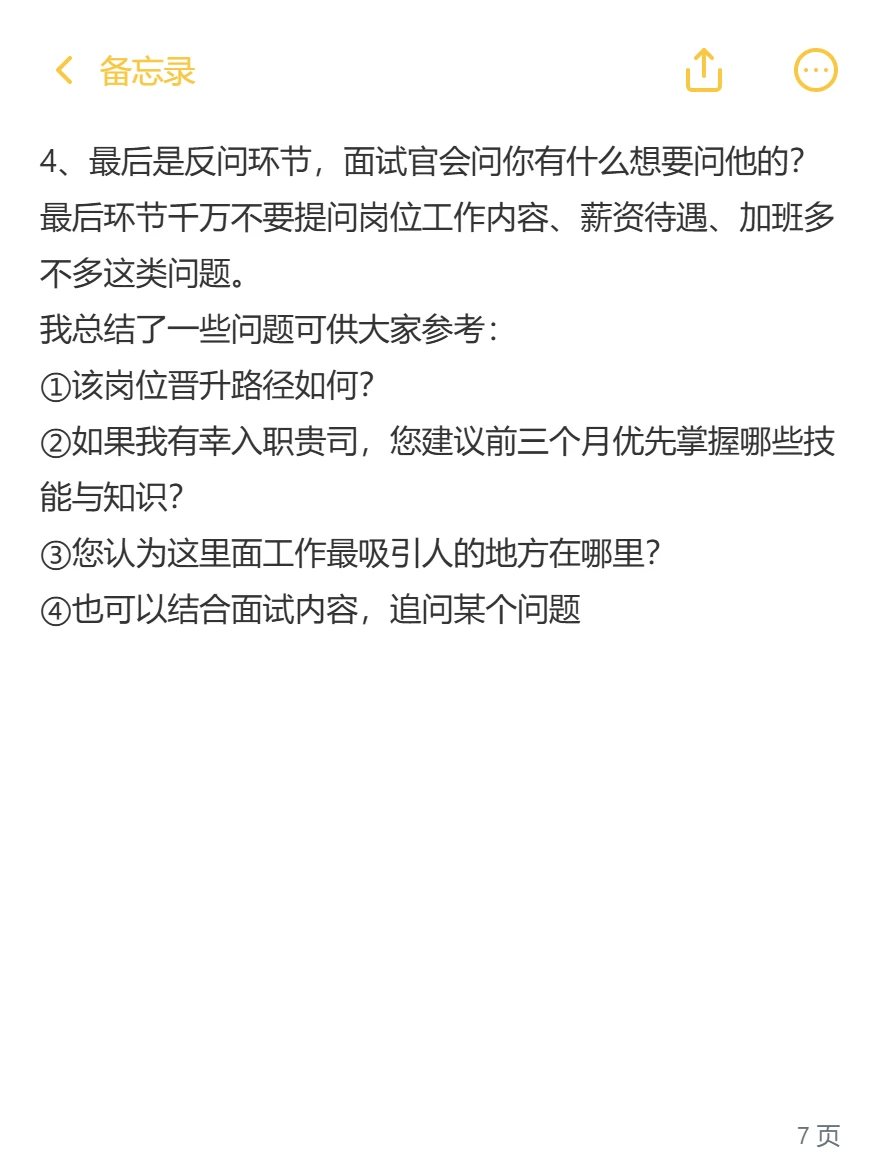 备忘录
4、最后是反问环节，面试官会问你有什么想要问他的？
最后环节千万不要提问岗位工作内容、薪资待遇、加班多
不多这类问题。
我总结了一些问题可供大家参考：
①该岗位晋升路径如何？
②如果我有幸入职贵司，您建议前三个月优先掌握哪些技
能与知识？
③您认为这里面工作最吸引人的地方在哪里？
④也可以结合面试内容，追问某个问题
7 页